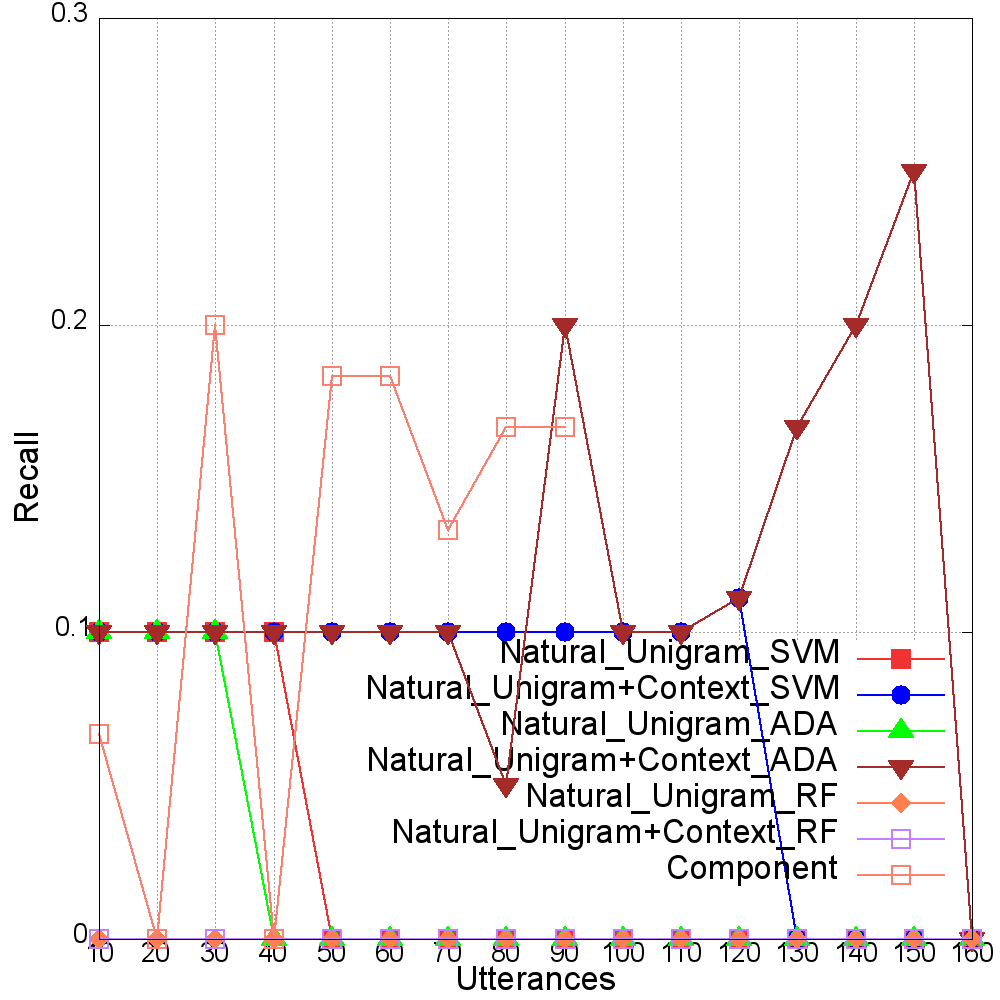 0.3
0.2
0.1
0
Recall
Natural_Unigram_SVM
Natural_Unigram+Context_SVM
Natural_Unigram_ADA
Natural_Unigram+Context_ADA
Natural_Unigram_RF
Natural_Unigram+Context_RF
Component
10 20 30 40 50 60 70 80 90 100 110 120 130 140 150 160
Utterances